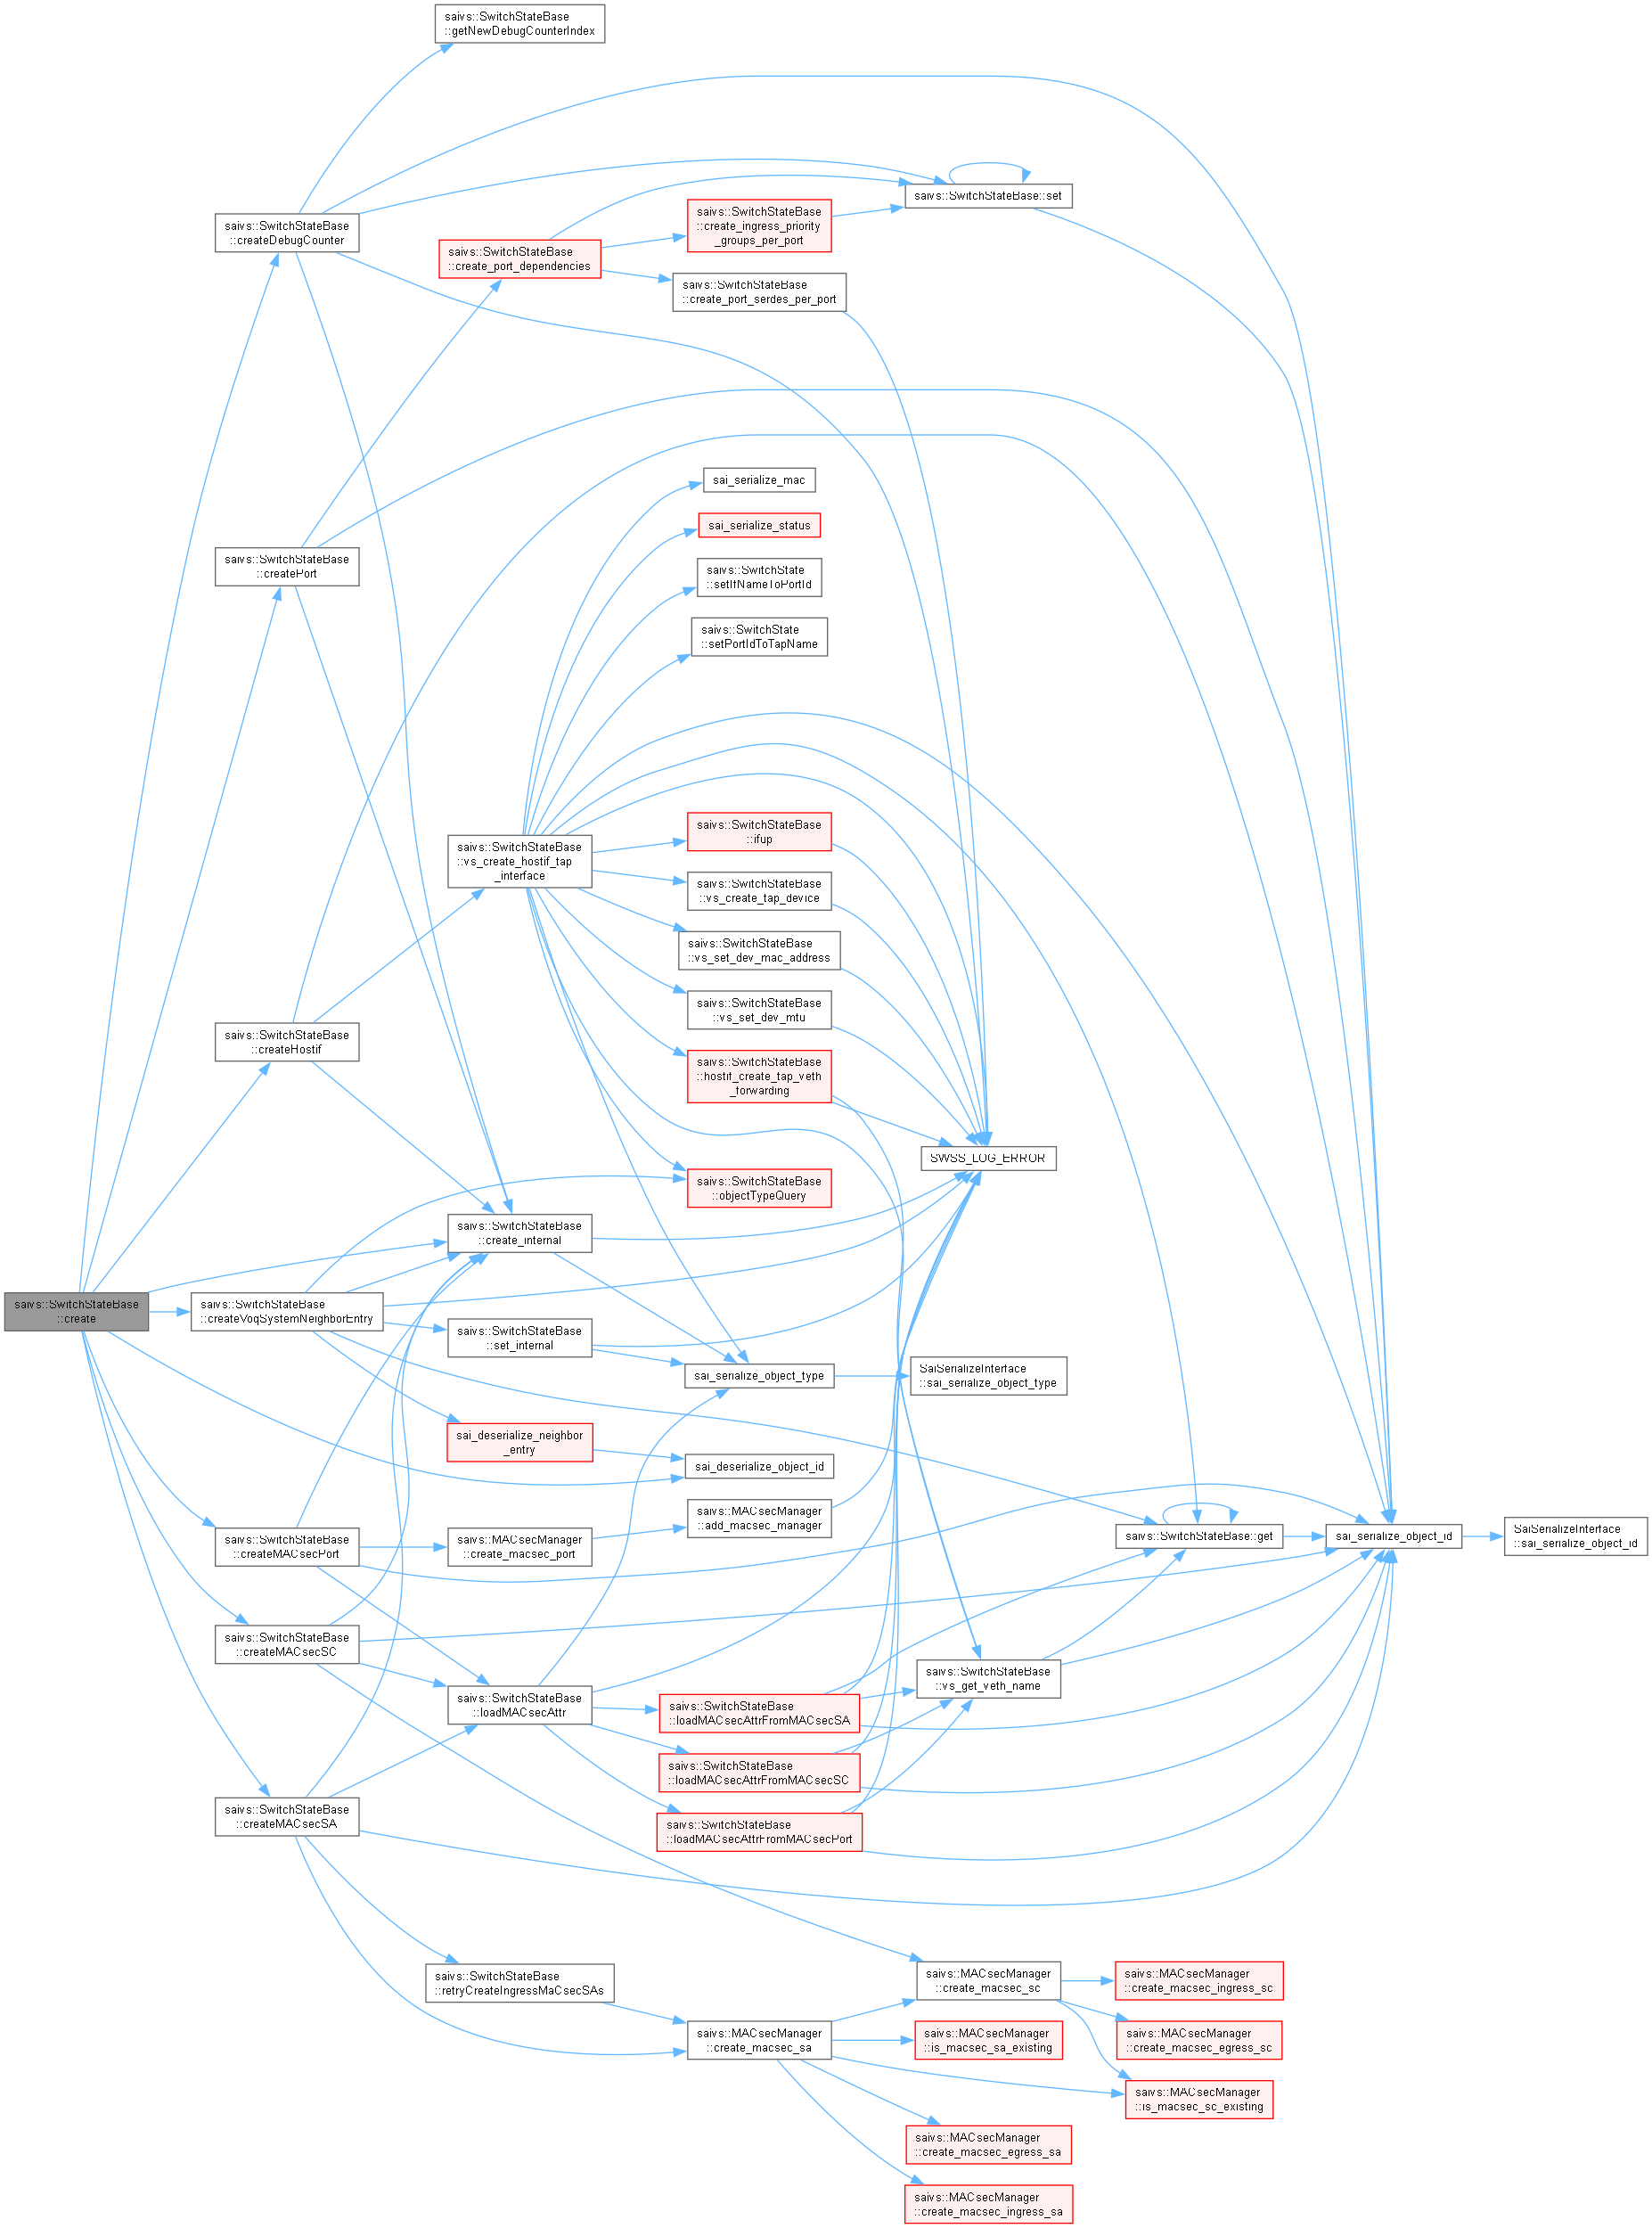 saivs::SwitchStateBase
::getNewDebugCounterIndex
saivs::SwitchStateBase::set
saivs::SwitchStateBase
::create_ingress_priority
_groups_per_port
saivs::SwitchStateBase
::createDebugCounter
saivs::SwitchStateBase
::create_port_dependencies
saivs::SwitchStateBase
::create_port_serdes_per_port
sai_serialize_mac
sai_serialize_status
saivs::SwitchStateBase
::createPort
saivs::SwitchState
::setIfNameToPortId
saivs::SwitchState
::setPortIdToTapName
saivs::SwitchStateBase
::ifup
saivs::SwitchStateBase
::vs_create_hostif_tap
_interface
saivs::SwitchStateBase
::vs_create_tap_device
saivs::SwitchStateBase
::vs_set_dev_mac_address
saivs::SwitchStateBase
::vs_set_dev_mtu
saivs::SwitchStateBase
::createHostif
saivs::SwitchStateBase
::hostif_create_tap_veth
_forwarding
SWSS_LOG_ERROR
saivs::SwitchStateBase
::objectTypeQuery
saivs::SwitchStateBase
::create_internal
saivs::SwitchStateBase
::create
saivs::SwitchStateBase
::createVoqSystemNeighborEntry
saivs::SwitchStateBase
::set_internal
sai_serialize_object_type
SaiSerializeInterface
::sai_serialize_object_type
sai_deserialize_neighbor
_entry
sai_deserialize_object_id
saivs::MACsecManager
::add_macsec_manager
saivs::SwitchStateBase
::createMACsecPort
saivs::MACsecManager
::create_macsec_port
saivs::SwitchStateBase::get
sai_serialize_object_id
SaiSerializeInterface
::sai_serialize_object_id
saivs::SwitchStateBase
::createMACsecSC
saivs::SwitchStateBase
::vs_get_veth_name
saivs::SwitchStateBase
::loadMACsecAttr
saivs::SwitchStateBase
::loadMACsecAttrFromMACsecSA
saivs::SwitchStateBase
::loadMACsecAttrFromMACsecSC
saivs::SwitchStateBase
::createMACsecSA
saivs::SwitchStateBase
::loadMACsecAttrFromMACsecPort
saivs::SwitchStateBase
::retryCreateIngressMaCsecSAs
saivs::MACsecManager
::create_macsec_sc
saivs::MACsecManager
::create_macsec_ingress_sc
saivs::MACsecManager
::create_macsec_sa
saivs::MACsecManager
::is_macsec_sa_existing
saivs::MACsecManager
::create_macsec_egress_sc
saivs::MACsecManager
::is_macsec_sc_existing
saivs::MACsecManager
::create_macsec_egress_sa
saivs::MACsecManager
::create_macsec_ingress_sa